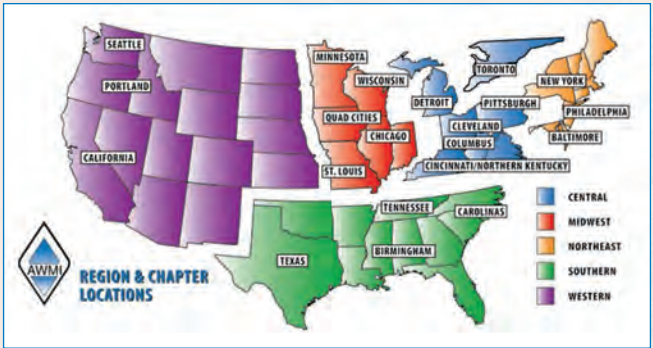 SEATTLE
PORTLAND
CALIFORNIA
MINNESOTA
WISCONSIN
QUAD CITIES
CHICAGO
ST. LOUIS
DETROIT
TORONTO
CLEVELAND
COLUMBUS
PITTSBURGH
CINCINNATI/NORTHERN KENTUCKY
NEW YORK
PHILADELPHIA
BALTIMORE
TENNESSEE
CAROLINAS
BIRMINGHAM
TEXAS
CENTRAL
MIDWEST
NORTHEAST
SOUTHERN
WESTERN
AWMI
REGION & CHAPTER
LOCATIONS